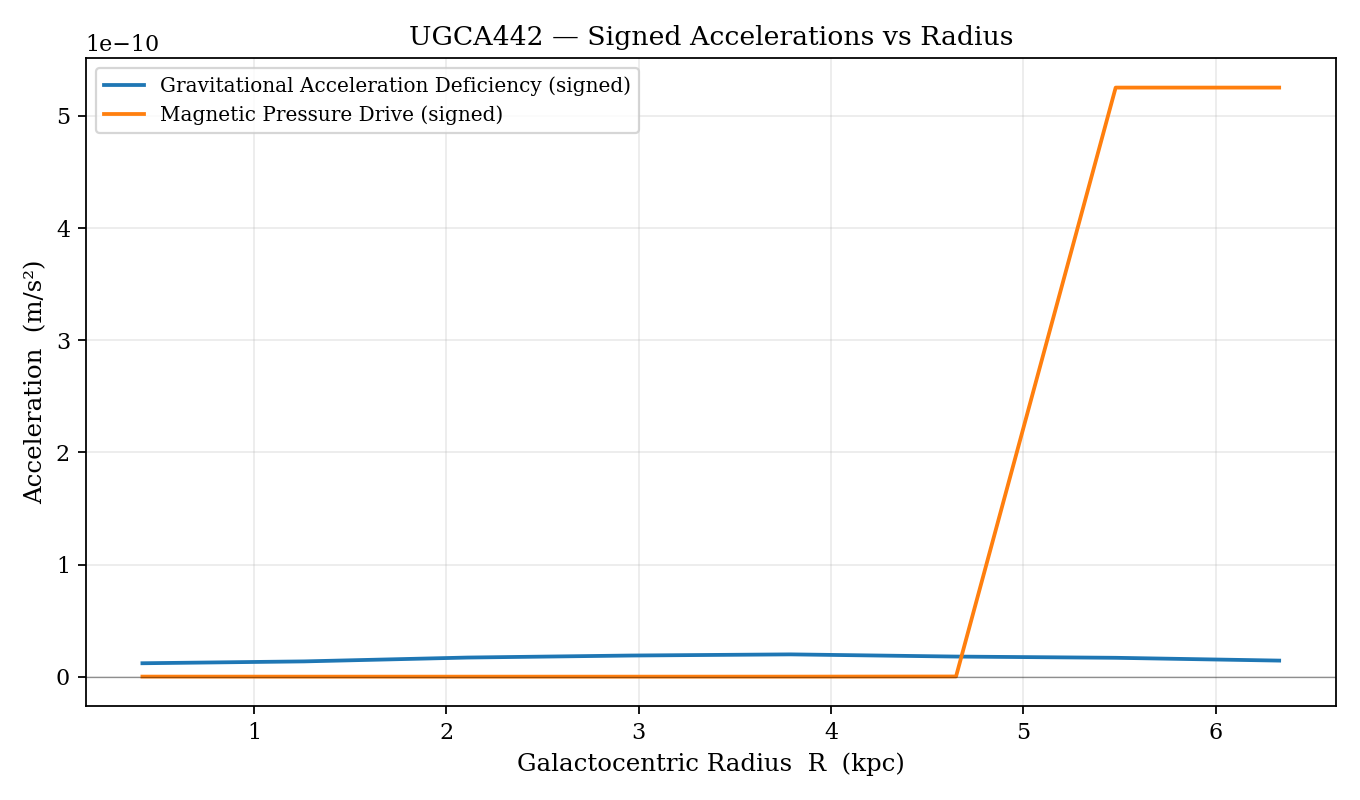 UGCA442 — Signed Accelerations vs Radius
1e−10
Gravitational Acceleration Deficiency (signed)
Magnetic Pressure Drive (signed)
Acceleration (m/s²)
5
4
3
2
1
0
1 2 3 4 5 6
Galactocentric Radius R (kpc)